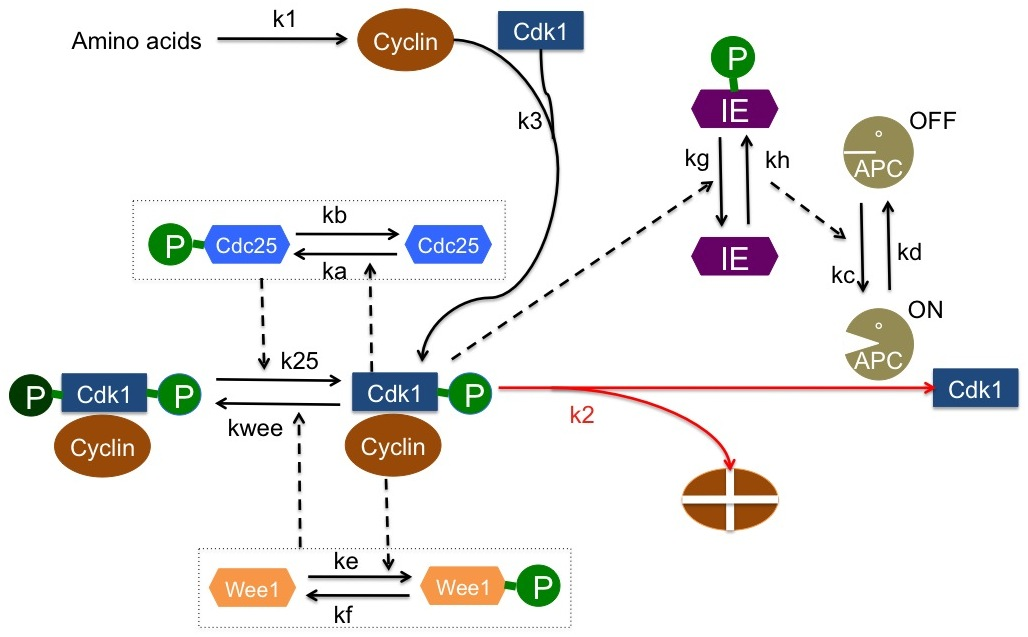 k1
Amino acids
Cyclin
Cdk1
k3
P
IE
kg
kh
IE
OFF
APC
kc
kd
ON
APC
P
Cdc25
kb
ka
Cdc25
P
Cdk1
P
Cyclin
k25
kwee
Cdk1
P
Cyclin
k2
Cdk1
Wee1
ke
kf
Wee1
P